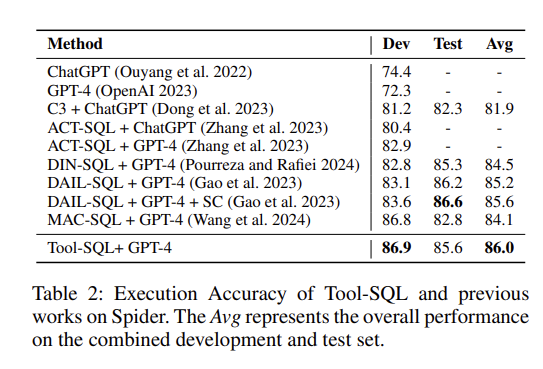 Method Dev Test Avg
ChatGPT (Ouyang et al. 2022) 74.4 - -
GPT-4 (OpenAI 2023) 72.3 - -
C3 + ChatGPT (Dong et al. 2023) 81.2 82.3 81.9
ACT-SQL + ChatGPT (Zhang et al. 2023) 80.4 - -
ACT-SQL + GPT-4 (Zhang et al. 2023) 82.9 - -
DIN-SQL + GPT-4 (Pourreza and Rafiei 2024) 82.8 85.3 84.5
DAIL-SQL + GPT-4 (Gao et al. 2023) 83.1 86.2 85.2
DAIL-SQL + GPT-4 + SC (Gao et al. 2023) 83.6 86.6 85.6
MAC-SQL + GPT-4 (Wang et al. 2024) 86.8 82.8 84.1
Tool-SQL+ GPT-4 86.9 85.6 86.0
Table 2: Execution Accuracy of Tool-SQL and previous
works on Spider. The Avg represents the overall performance
on the combined development and test set.